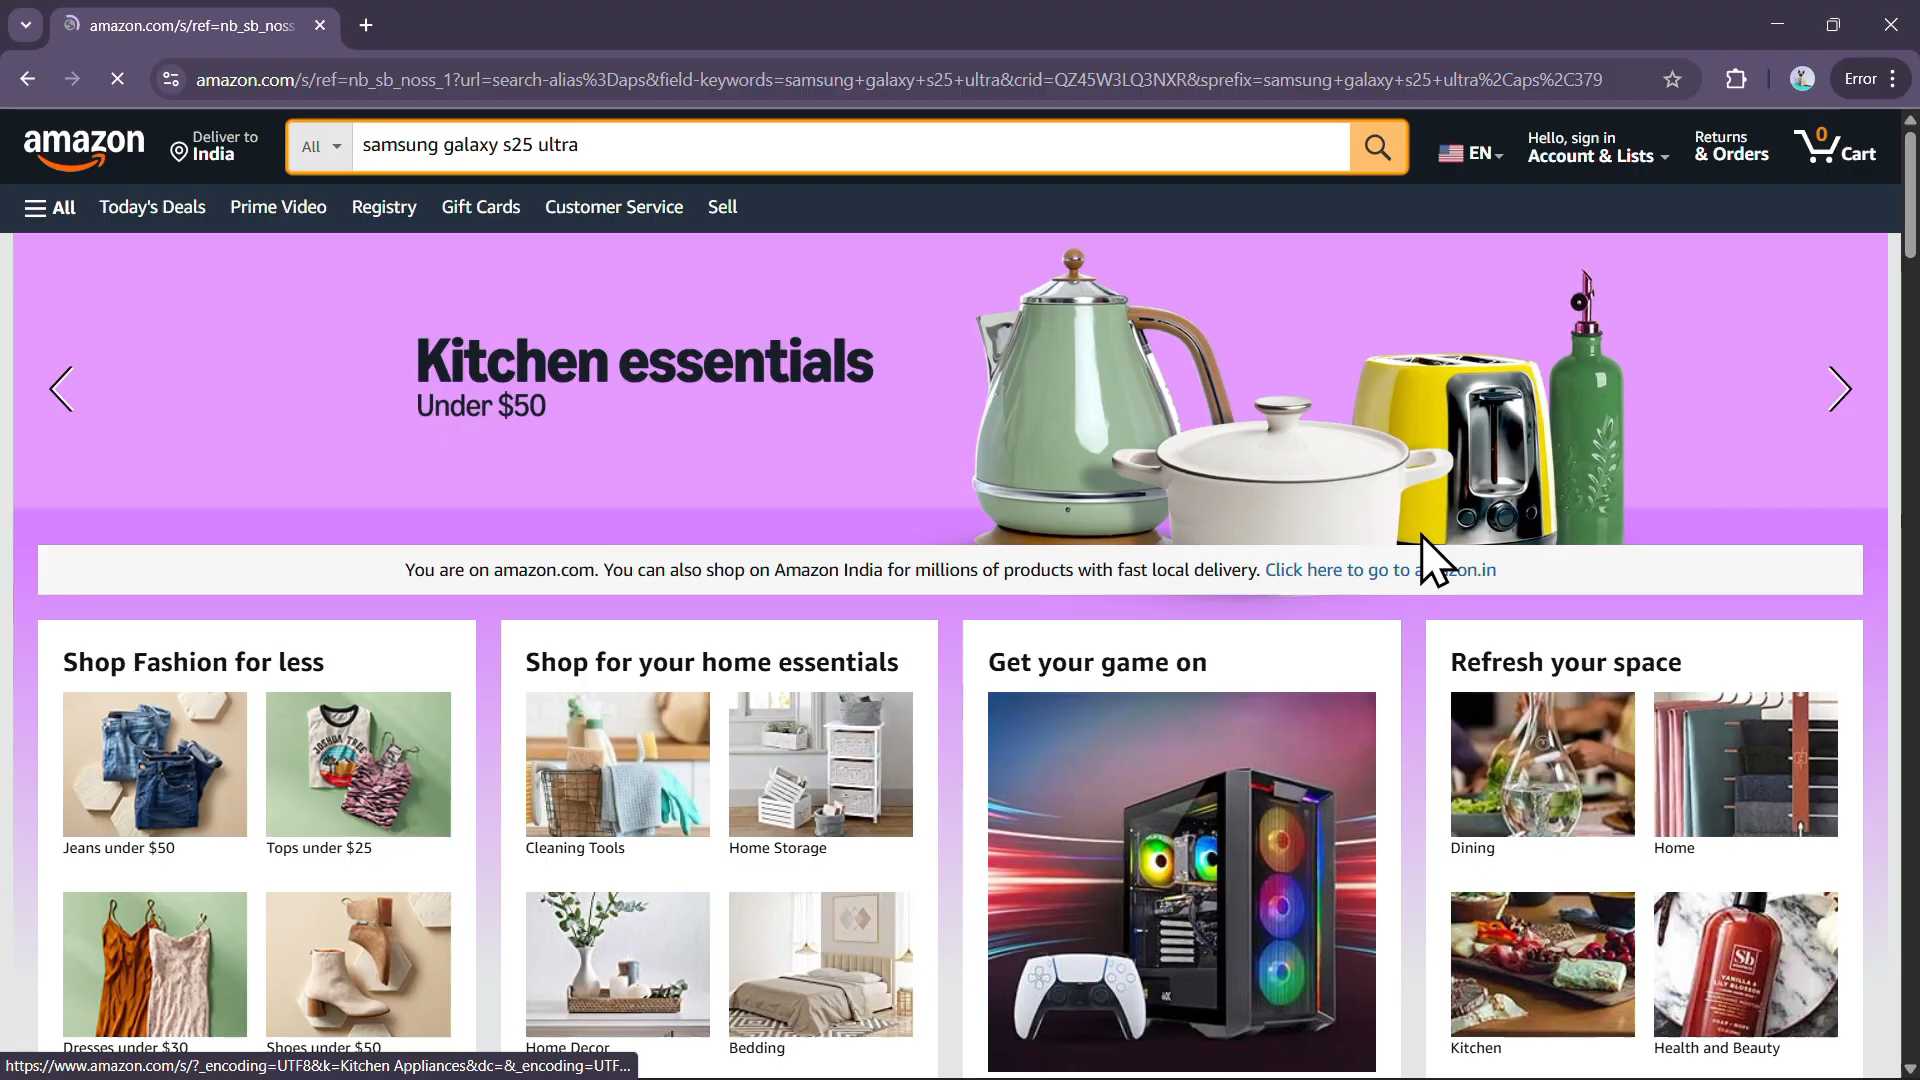 amazon.com/s/ref=nb_sb_noss
amazon.com/s/ref=nb_sb_noss_1?url=search-alias%3Daps&field-keywords=samsung+galaxy+s25+ultra&crid=QZ45W3LQ3NXR&sprefix=samsung+galaxy+s25+ultra%2Caps%2C379
Error
amazon
Deliver to
India
All
samsung galaxy s25 ultra
EN
Hello, sign in
Account & Lists
Returns
& Orders
0
Cart
All
Today's Deals
Prime Video
Registry
Gift Cards
Customer Service
Sell
Kitchen essentials
Under $50
You are on amazon.com. You can also shop on Amazon India for millions of products with fast local delivery. Click here to go to
Shop Fashion for less
Shop for your home essentials
Get your game on
Refresh your space
JOSHUA TREE
Jeans under $50
Tops under $25
Cleaning Tools
Home Storage
Dining
Home
Sb
VANILLA &
LILY BLOSSOM
Dresses under $30
Shoes under $50
Home Decor
Bedding
Kitchen
Health and Beauty
https://www.amazon.com/s/?_encoding=UTF8&k=Kitchen Appliances&dc=&_encoding=UTF...